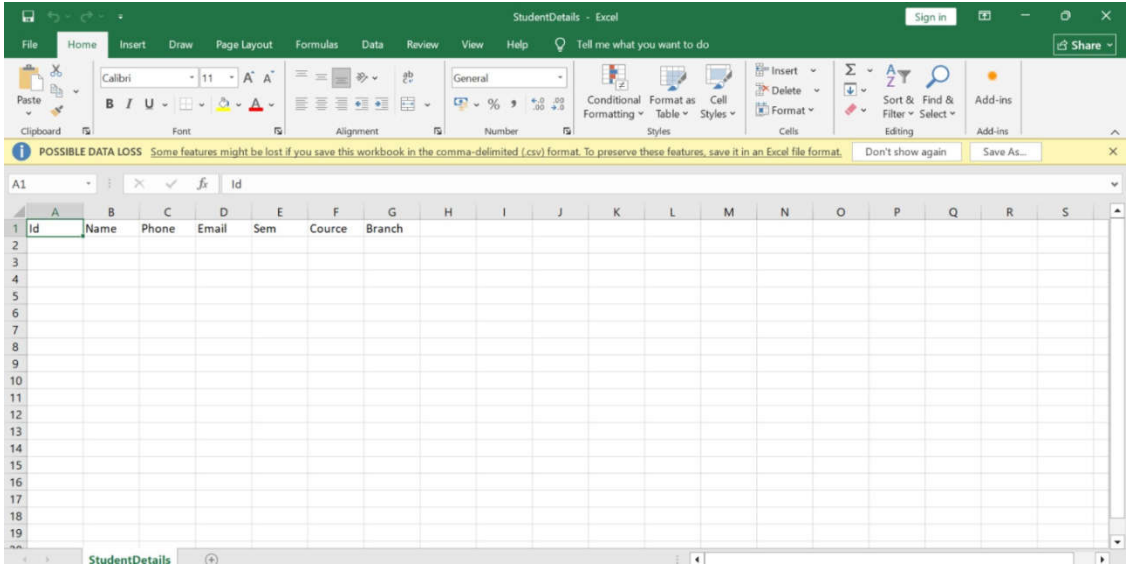 StudentDetails - Excel Sign in
File Home Insert Draw Page Layout Formulas Data Review View Help Tell me what you want to do Share
Paste
Clipboard
Calibri 11 A A
B I U A
Font
ab
Alignment
General
% , .0 .00
Number
Conditional Formatting
Format as Table
Cell Styles
Styles
Insert
Delete
Format
Cells
Σ
Sort & Filter
Find & Select
Editing
Add-ins
Add-ins
POSSIBLE DATA LOSS Some features might be lost if you save this workbook in the comma-delimited (.csv) format. To preserve these features, save it in an Excel file format. Don't show again Save As...
A1 fx Id
A B C D E F G H I J K L M N O P Q R S
1 Id Name Phone Email Sem Cource Branch
2
3
4
5
6
7
8
9
10
11
12
13
14
15
16
17
18
19
StudentDetails